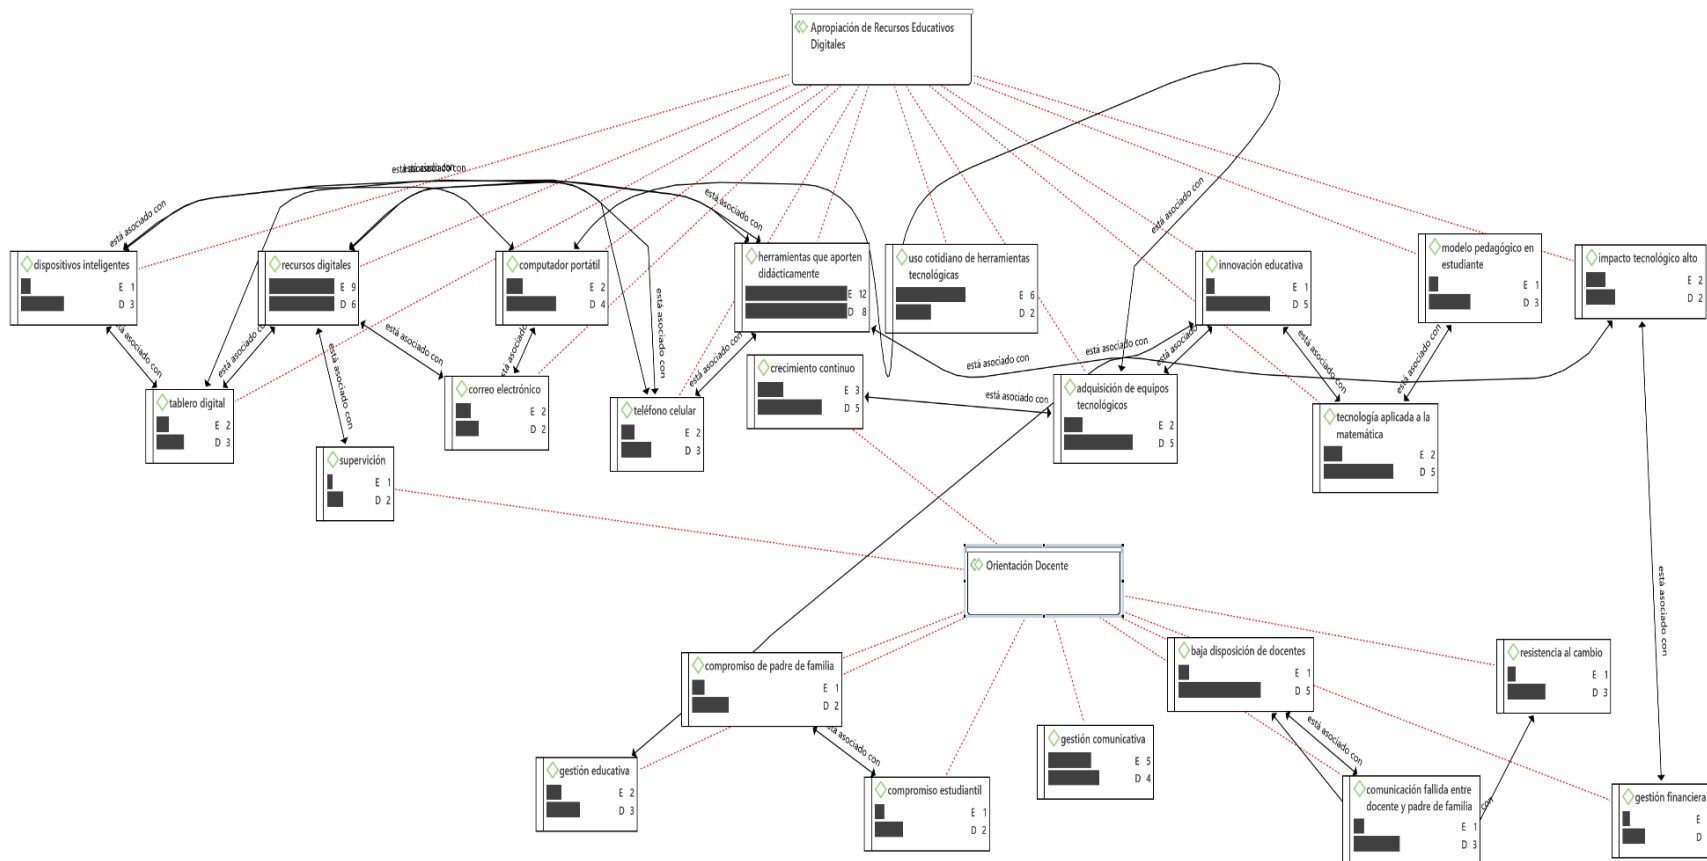 Apropiación de Recursos Educativos
Digitales
está asociado con
está asociado con
está asociado con
está asociado con
está asociado con
dispositivos inteligentes
E 1
D 3
recursos digitales
E 9
D 6
computador portátil
E 2
D 4
herramientas que aporten
didácticamente
E 12
D 8
uso cotidiano de herramientas
tecnológicas
E 6
D 2
innovación educativa
E 1
D 5
modelo pedagógico en
estudiante
E 1
D 3
impacto tecnológico alto
E 2
D 2
está asociado con
está asociado con
está asociado con
está asociado con
está asociado
está asociado con
está asociado con
está asociado con
está asociado con
está asociado
está asociado con
está asociado con
tablero digital
E 2
D 3
correo electrónico
E 2
D 2
teléfono celular
E 2
D 3
crecimiento continuo
E 3
D 5
está asociado con
adquisición de equipos
tecnológicos
E 2
D 5
tecnología aplicada a la
matemática
E 2
D 5
supervición
E 1
D 2
Orientación Docente
está asociado con
compromiso de padre de familia
E 1
D 2
baja disposición de docentes
E 1
D 5
resistencia al cambio
E 1
D 3
está asociado con
está asociado con
gestión educativa
E 2
D 3
compromiso estudiantil
E 1
D 2
gestión comunicativa
E 5
D 4
comunicación fallida entre
docente y padre de familia
E 1
D 3
con
gestión financiera
E
D